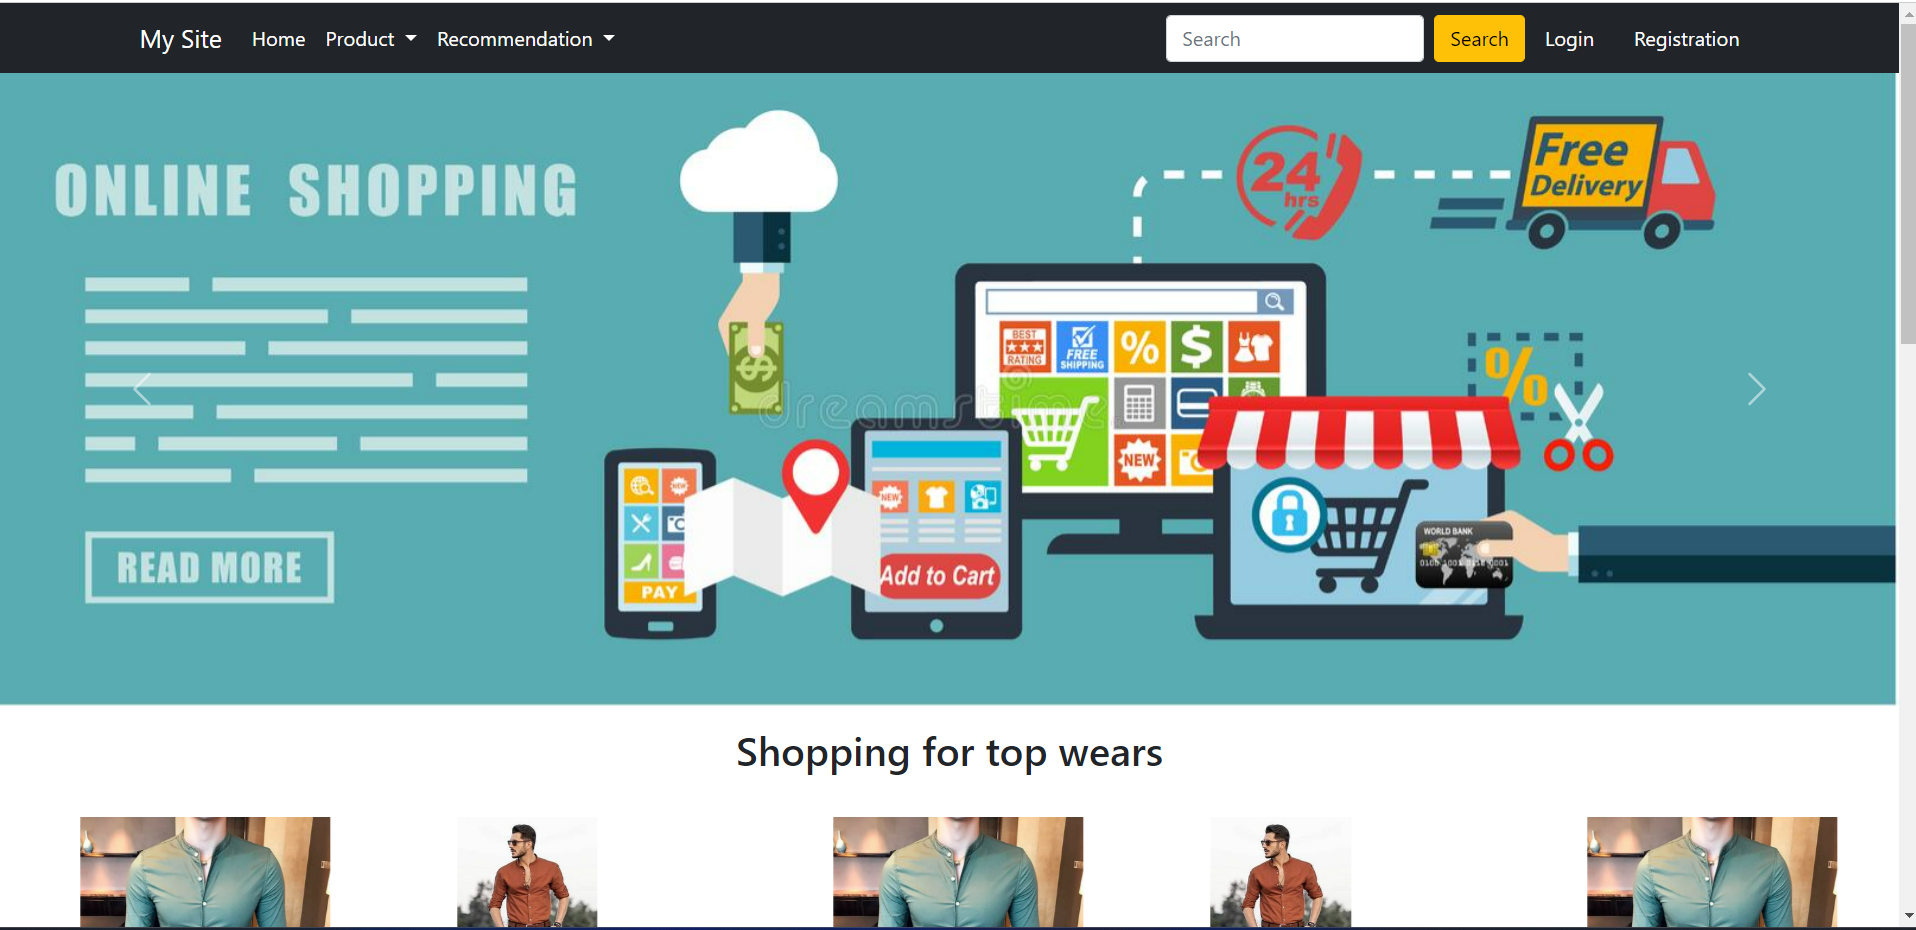 My Site Home Product Recommendation Search Search Login Registration
ONLINE SHOPPING
24
hrs
Free
Delivery
BEST
RATING
FREE
SHIPPING
%
$
%
$
dreamstime
NEW
NEW
NEW
PAY
Add to Cart
WORLD BANK
READ MORE
Shopping for top wears